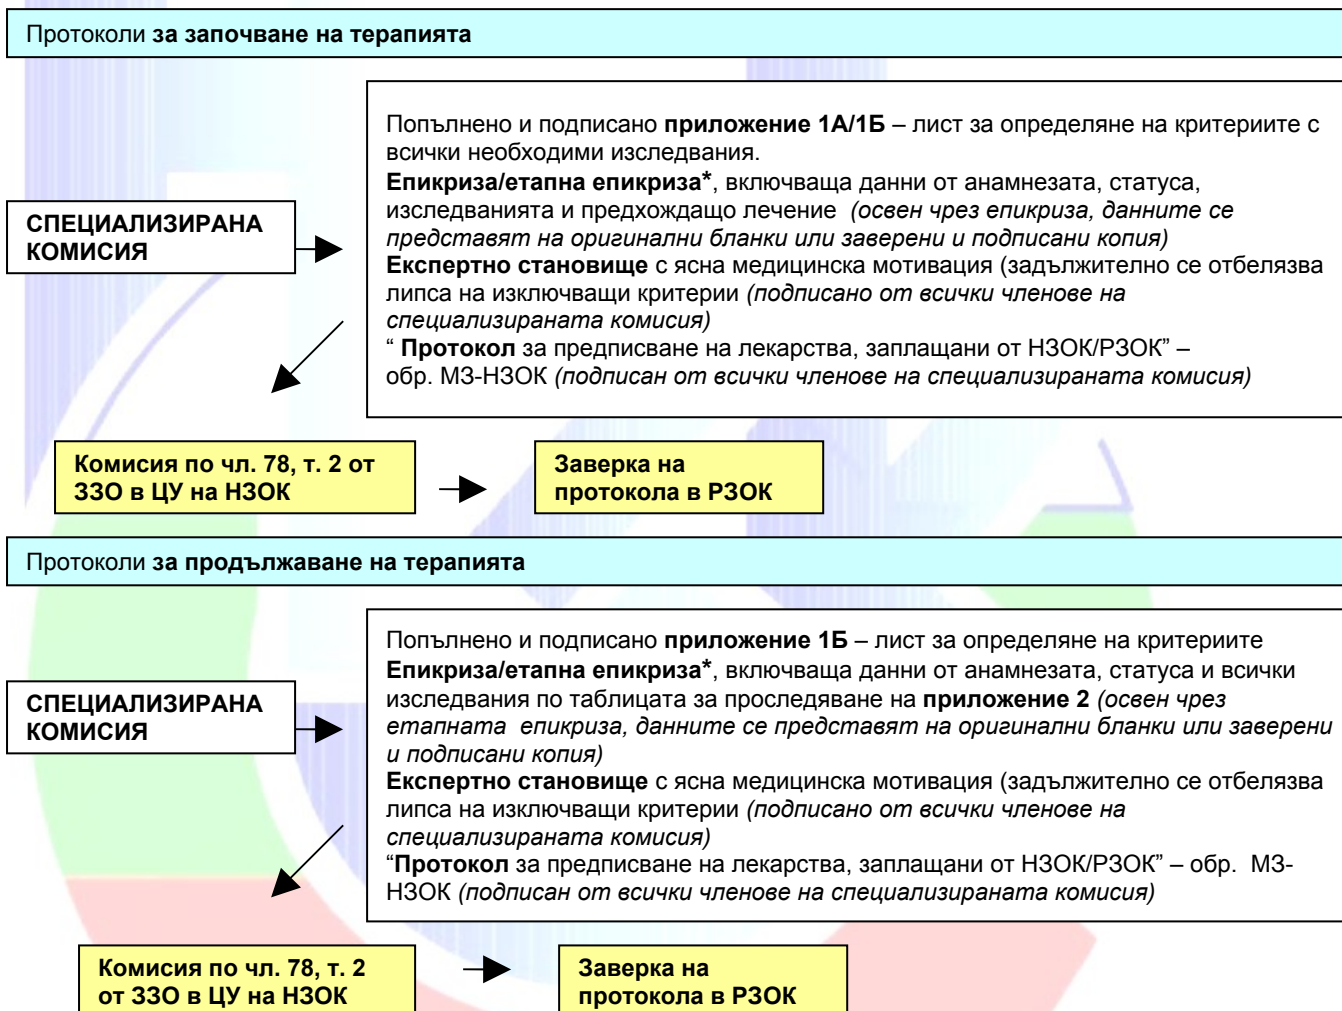 Протоколи за започване на терапията
СПЕЦИАЛИЗИРАНА
КОМИСИЯ
Попълнено и подписано приложение 1А/1Б – лист за определяне на критериите с
всички необходими изследвания.
Епикриза/етапна епикриза*, включваща данни от анамнезата, статуса,
изследванията и предхождащо лечение (освен чрез епикриза, данните се
представят на оригинални бланки или заверени и подписани копия)
Експертно становище с ясна медицинска мотивация (задължително се отбелязва
липса на изключващи критерии (подписано от всички членове на
специализираната комисия)
“ Протокол за предписване на лекарства, заплащани от НЗОК/РЗОК” –
обр. МЗ-НЗОК (подписан от всички членове на специализираната комисия)
Комисия по чл. 78, т. 2 от
ЗЗО в ЦУ на НЗОК
Заверка на
протокола в РЗОК
Протоколи за продължаване на терапията
СПЕЦИАЛИЗИРАНА
КОМИСИЯ
Попълнено и подписано приложение 1Б – лист за определяне на критериите
Епикриза/етапна епикриза*, включваща данни от анамнезата, статуса и всички
изследвания по таблицата за проследяване на приложение 2 (освен чрез
етапната епикриза, данните се представят на оригинални бланки или заверени
и подписани копия)
Експертно становище с ясна медицинска мотивация (задължително се отбелязва
липса на изключващи критерии (подписано от всички членове на
специализираната комисия)
“Протокол за предписване на лекарства, заплащани от НЗОК/РЗОК” – обр. МЗ-
НЗОК (подписан от всички членове на специализираната комисия)
Комисия по чл. 78, т. 2
от ЗЗО в ЦУ на НЗОК
Заверка на
протокола в РЗОК